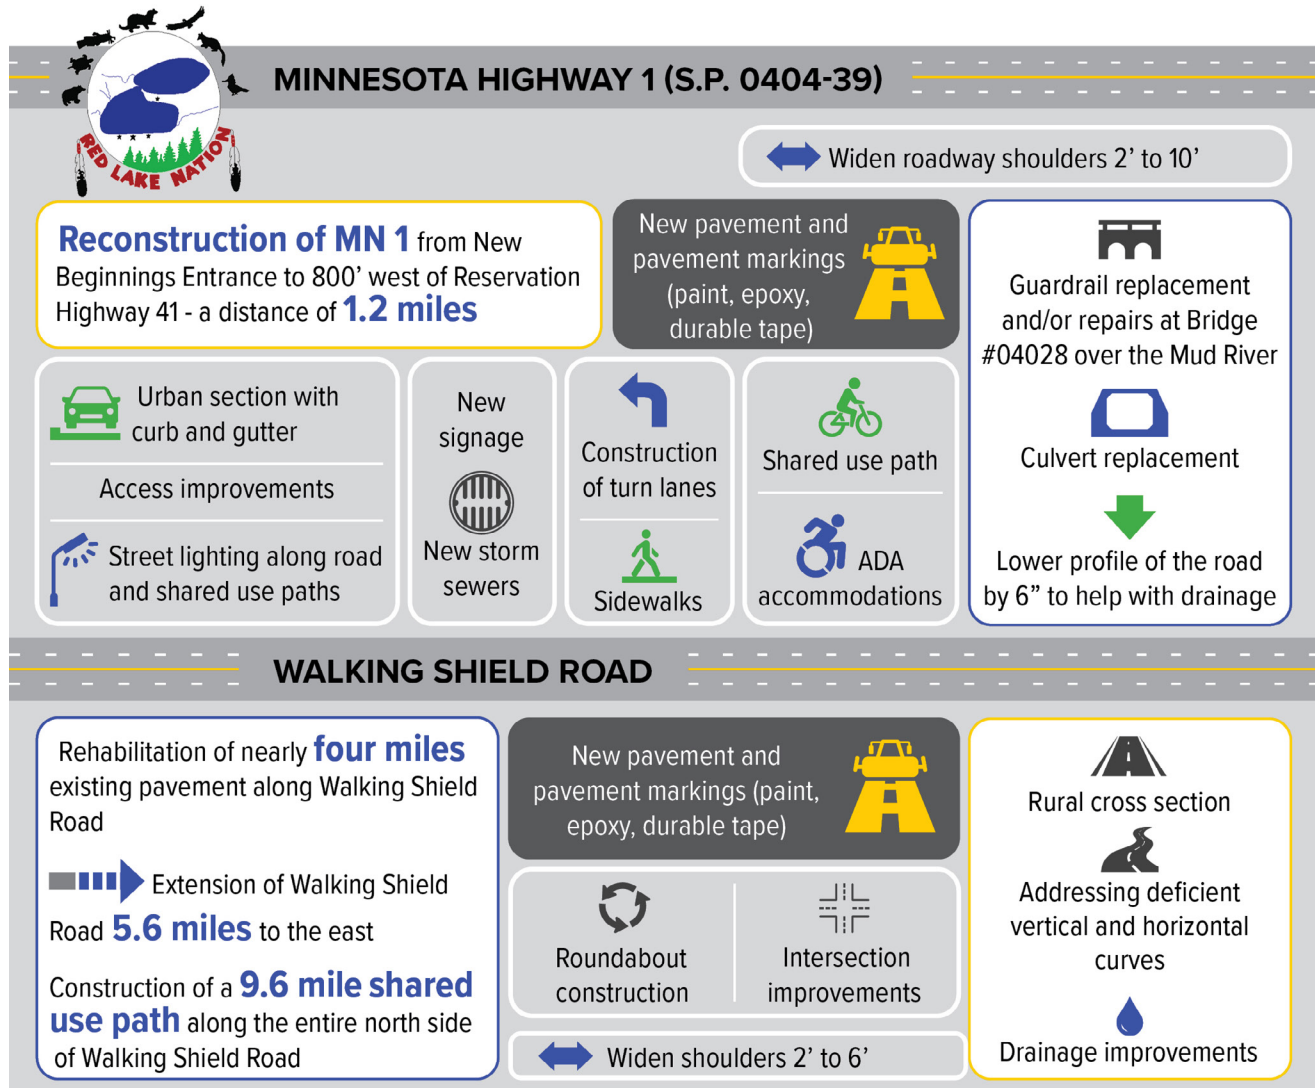 RED LAKE NATION
MINNESOTA HIGHWAY 1 (S.P. 0404-39)
Widen roadway shoulders 2’ to 10’
Reconstruction of MN 1 from New
Beginnings Entrance to 800’ west of Reservation
Highway 41 - a distance of 1.2 miles
New pavement and
pavement markings
(paint, epoxy,
durable tape)
Guardrail replacement
and/or repairs at Bridge
#04028 over the Mud River
Culvert replacement
Lower profile of the road
by 6” to help with drainage
Urban section with
curb and gutter
Access improvements
Street lighting along road
and shared use paths
New
signage
New storm
sewers
Construction
of turn lanes
Sidewalks
Shared use path
ADA
accommodations
WALKING SHIELD ROAD
Rehabilitation of nearly four miles
existing pavement along Walking Shield
Road
Extension of Walking Shield
Road 5.6 miles to the east
Construction of a 9.6 mile shared
use path along the entire north side
of Walking Shield Road
New pavement and
pavement markings (paint,
epoxy, durable tape)
Roundabout
construction
Intersection
improvements
Widen shoulders 2’ to 6’
Rural cross section
Addressing deficient
vertical and horizontal
curves
Drainage improvements